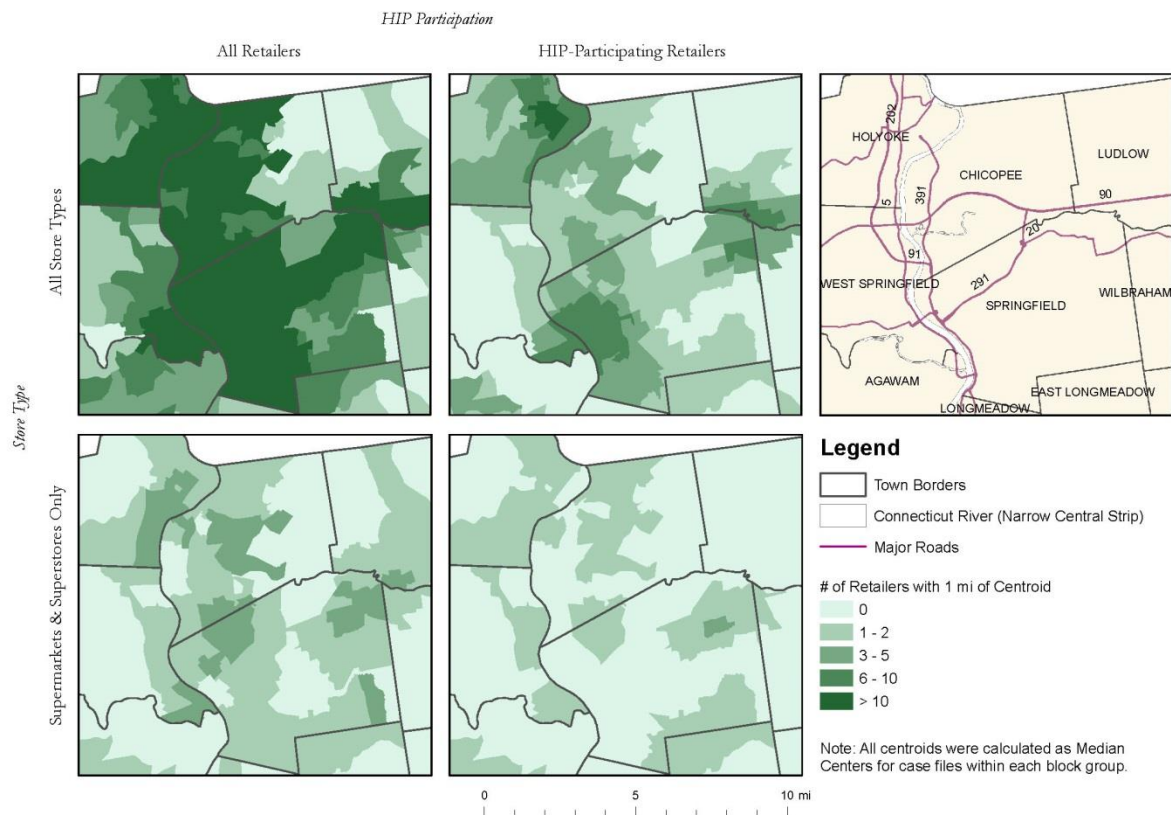 HIP Participation
All Retailers
HIP-Participating Retailers
Store Type
All Store Types
Supermarkets & Superstores Only
202
HOLYOKE
LUDLOW
CHICOPEE
391
90
5
20
91
WEST SPRINGFIELD
291
WILBRAHAM
SPRINGFIELD
AGAWAM
EAST LONGMEADOW
LONGMEADOW
Legend
Town Borders
Connecticut River (Narrow Central Strip)
Major Roads
# of Retailers with 1 mi of Centroid
0
1 - 2
3 - 5
6 - 10
> 10
Note: All centroids were calculated as Median
Centers for case files within each block group.
0 5 10 mi